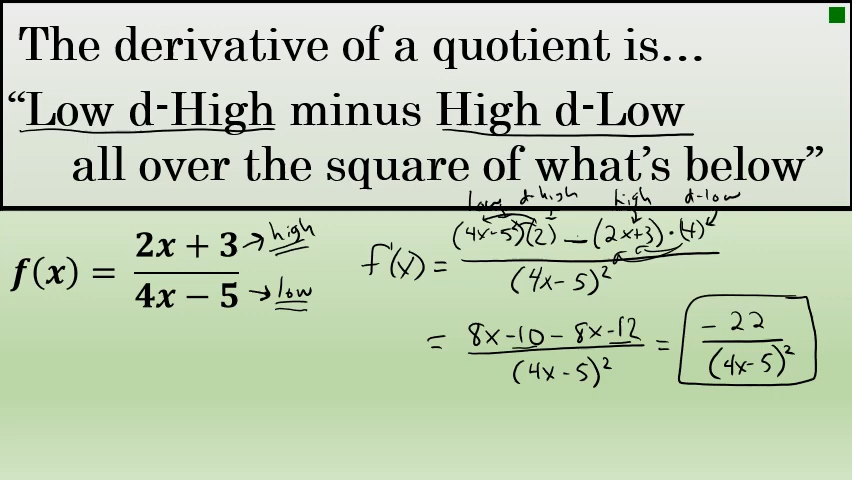 The derivative of a quotient is...
“Low d-High minus High d-Low
all over the square of what's below”
f(x) = (2x + 3)/(4x − 5)
→ high
→ low
low d-high high d-low
f'(x) = ((4x-5)(2) - (2x+3)·(4))/(4x-5)²
= (8x-10-8x-12)/(4x-5)² = -22/(4x-5)²